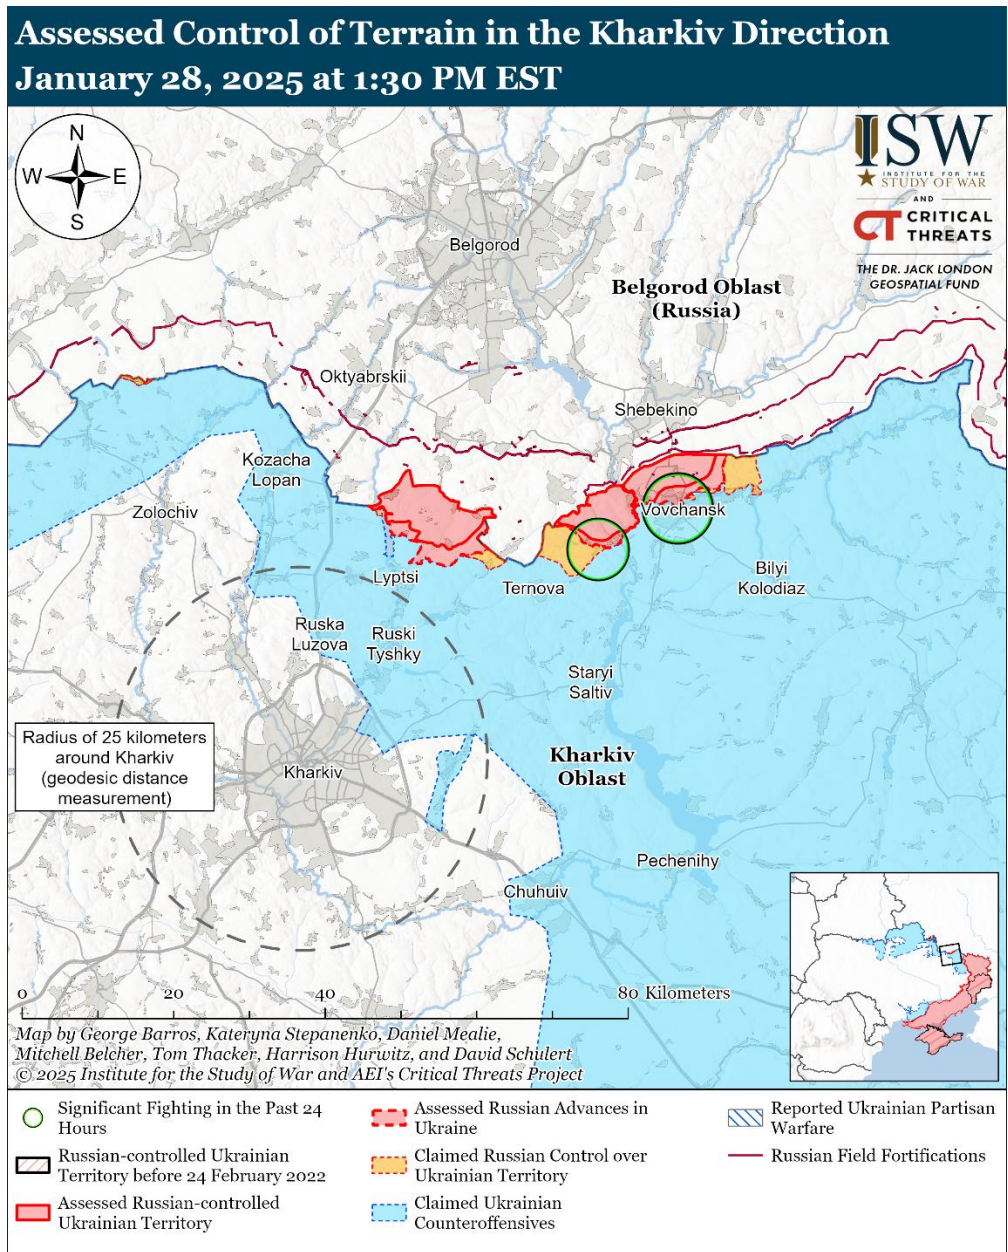 Assessed Control of Terrain in the Kharkiv Direction
January 28, 2025 at 1:30 PM EST
N
W
E
S
ISW
INSTITUTE FOR THE
STUDY OF WAR
AND
CT CRITICAL
THREATS
THE DR. JACK LONDON
GEOSPATIAL FUND
Belgorod
Belgorod Oblast
(Russia)
Oktyabrskii
Shebekino
Kozacha
Lopan
Zolochiv
Vovchansk
Lyptsi
Ternova
Bilyi
Kolodiaz
Ruska
Luzova
Ruski
Tyshky
Staryi
Saltiv
Radius of 25 kilometers
around Kharkiv
(geodesic distance
measurement)
Kharkiv
Kharkiv
Oblast
Pechenihy
Chuhuiv
0
20
40
80 Kilometers
Map by George Barros, Kateryna Stepanenko, Daniel Mealie,
Mitchell Belcher, Tom Thacker, Harrison Hurwitz, and David Schulert
© 2025 Institute for the Study of War and AEI's Critical Threats Project
Significant Fighting in the Past 24
Hours
Russian-controlled Ukrainian
Territory before 24 February 2022
Assessed Russian-controlled
Ukrainian Territory
Assessed Russian Advances in
Ukraine
Claimed Russian Control over
Ukrainian Territory
Claimed Ukrainian
Counteroffensives
Reported Ukrainian Partisan
Warfare
Russian Field Fortifications